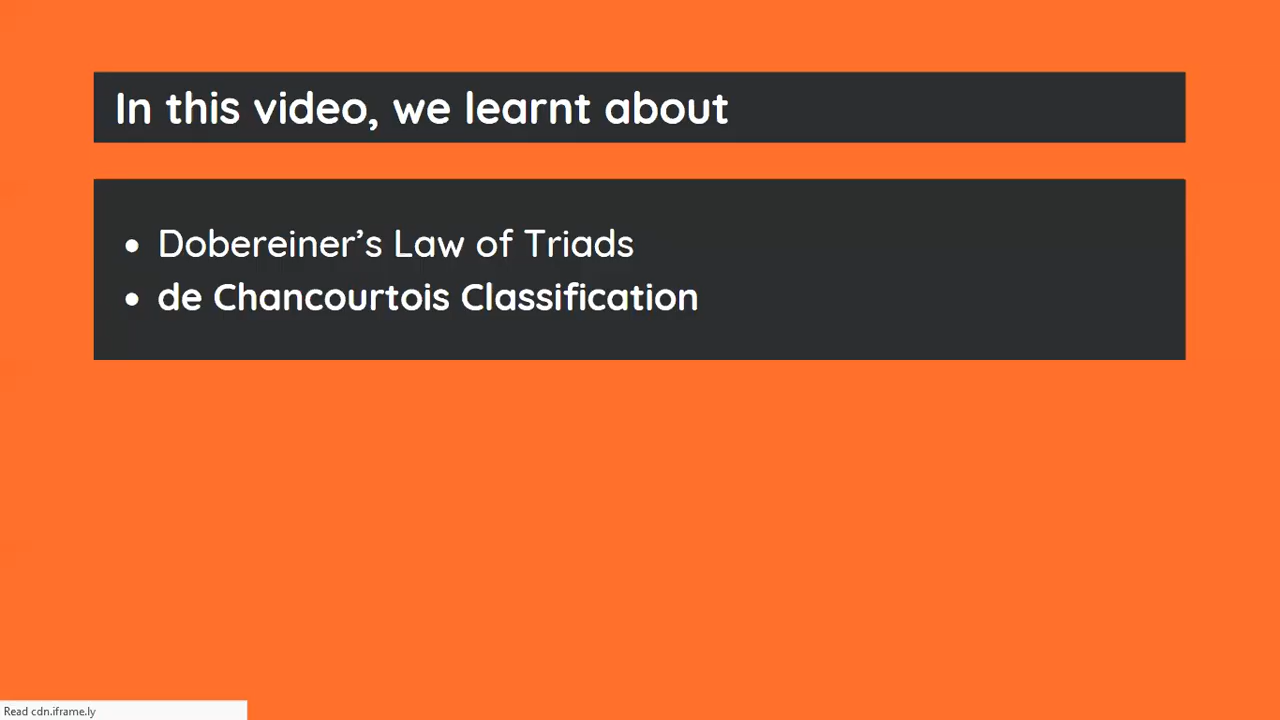 In this video, we learnt about
• Dobereiner’s Law of Triads
• de Chancourtois Classification
Read cdn.iframe.ly